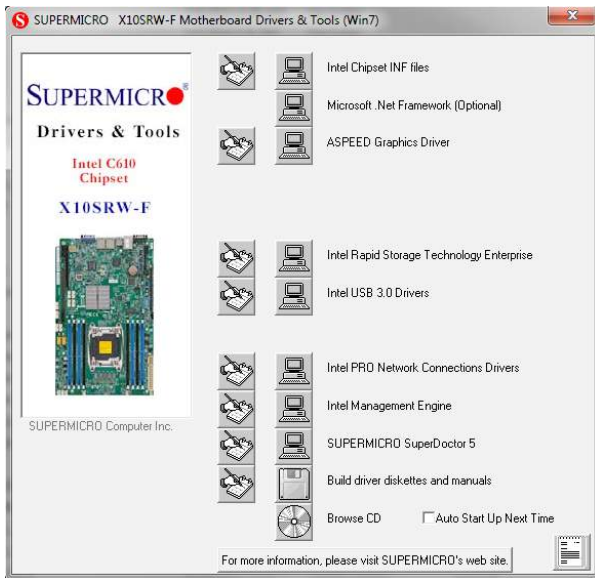 SUPERMICRO X10SRW-F Motherboard Drivers & Tools (Win7)
SUPERMICRO®
Drivers & Tools
Intel C610
Chipset
X10SRW-F
SUPERMICRO Computer Inc.
Intel Chipset INF files
Microsoft .Net Framework (Optional)
ASPEED Graphics Driver
Intel Rapid Storage Technology Enterprise
Intel USB 3.0 Drivers
Intel PRO Network Connections Drivers
Intel Management Engine
SUPERMICRO SuperDoctor 5
Build driver diskettes and manuals
Browse CD Auto Start Up Next Time
For more information, please visit SUPERMICRO's web site.